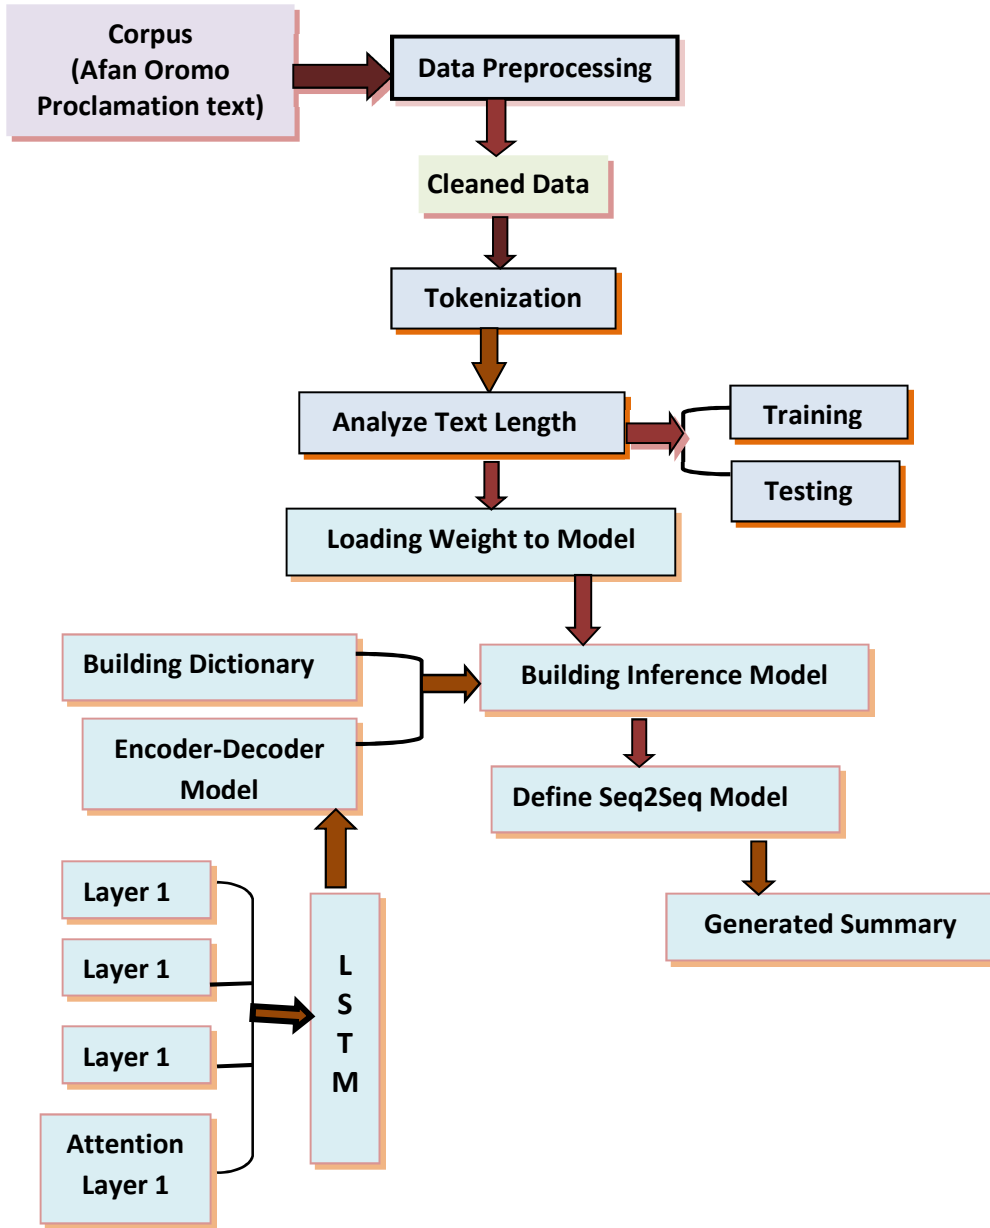 Corpus
(Afan Oromo
Proclamation text)
Data Preprocessing
Cleaned Data
Tokenization
Analyze Text Length
Training
Testing
Loading Weight to Model
Building Dictionary
Building Inference Model
Encoder-Decoder
Model
Define Seq2Seq Model
Layer 1
Layer 1
Layer 1
Attention
Layer 1
L
S
T
M
Generated Summary